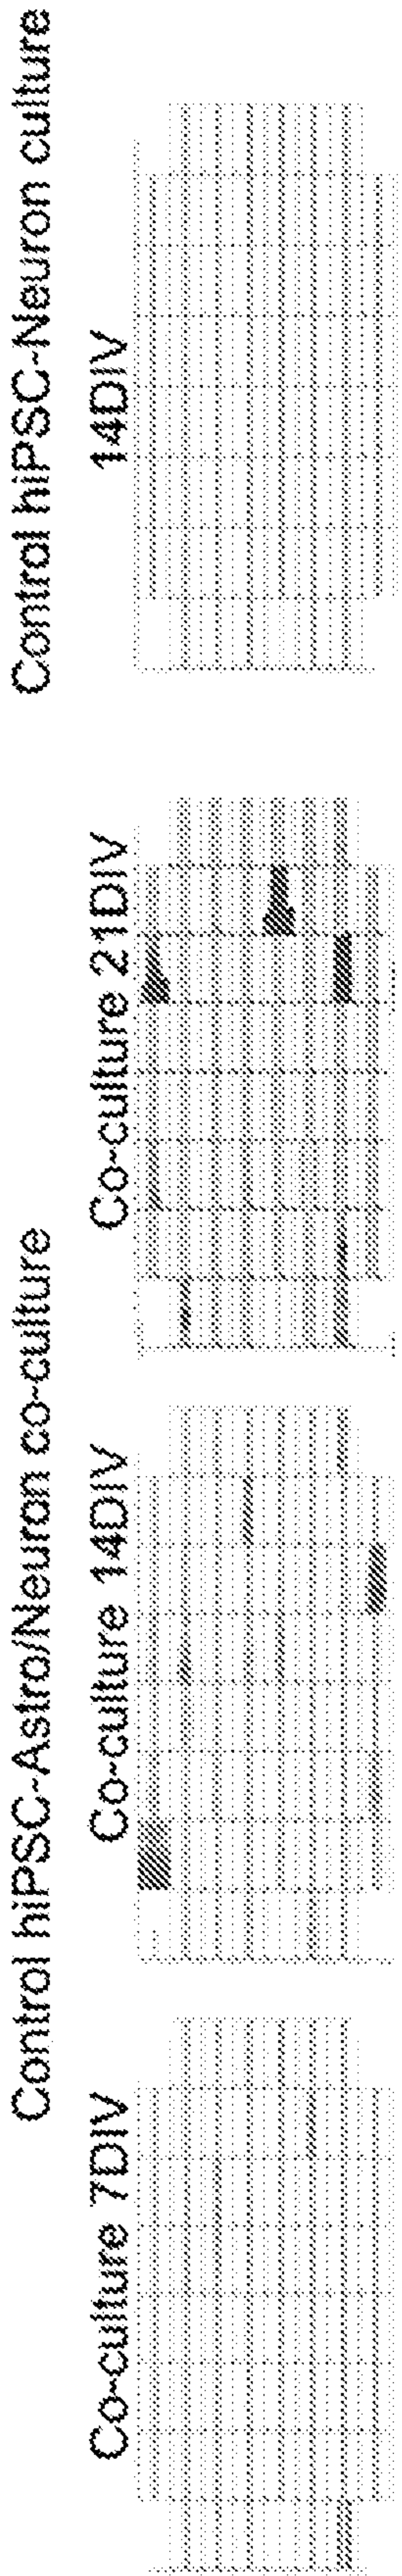 Control hiPSC-Astro/Neuron co-culture
Control hiPSC-Neuron culture
Co-culture 7DIV
Co-culture 14DIV
Co-culture 21DIV
14DIV